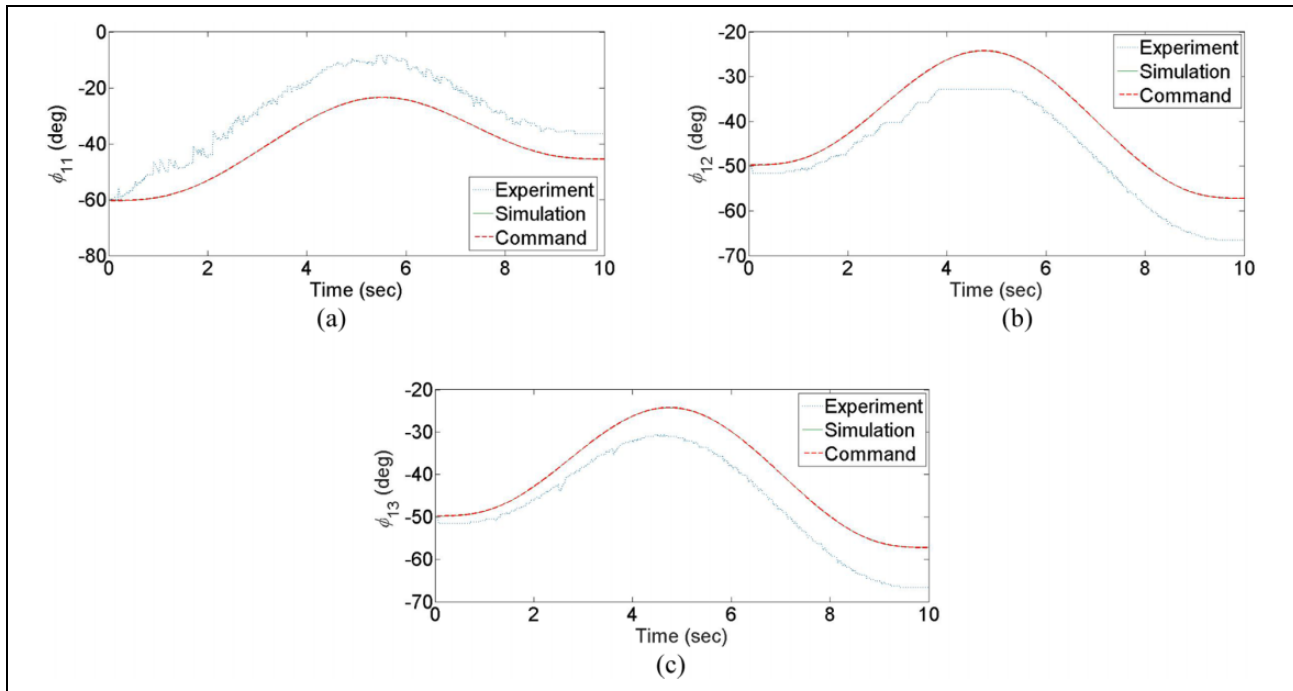 0
-20
-40
-60
-80
ϕ11 (deg)
0 2 4 6 8 10
Time (sec)
Experiment
Simulation
Command
(a)
-20
-30
-40
-50
-60
-70
ϕ12 (deg)
0 2 4 6 8 10
Time (sec)
Experiment
Simulation
Command
(b)
-20
-30
-40
-50
-60
-70
ϕ13 (deg)
0 2 4 6 8 10
Time (sec)
Experiment
Simulation
Command
(c)